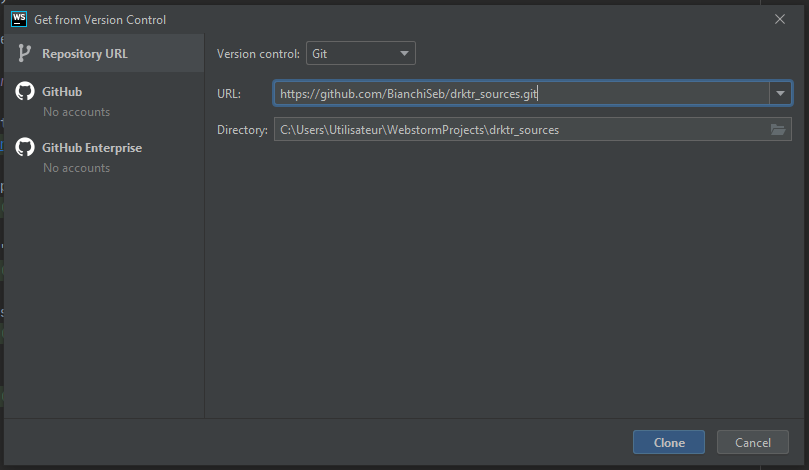 WS Get from Version Control
Repository URL
GitHub
No accounts
GitHub Enterprise
No accounts
Version control: Git
URL: https://github.com/BianchiSeb/drktr_sources.git
Directory: C:\Users\Utilisateur\WebstormProjects\drktr_sources
Clone Cancel